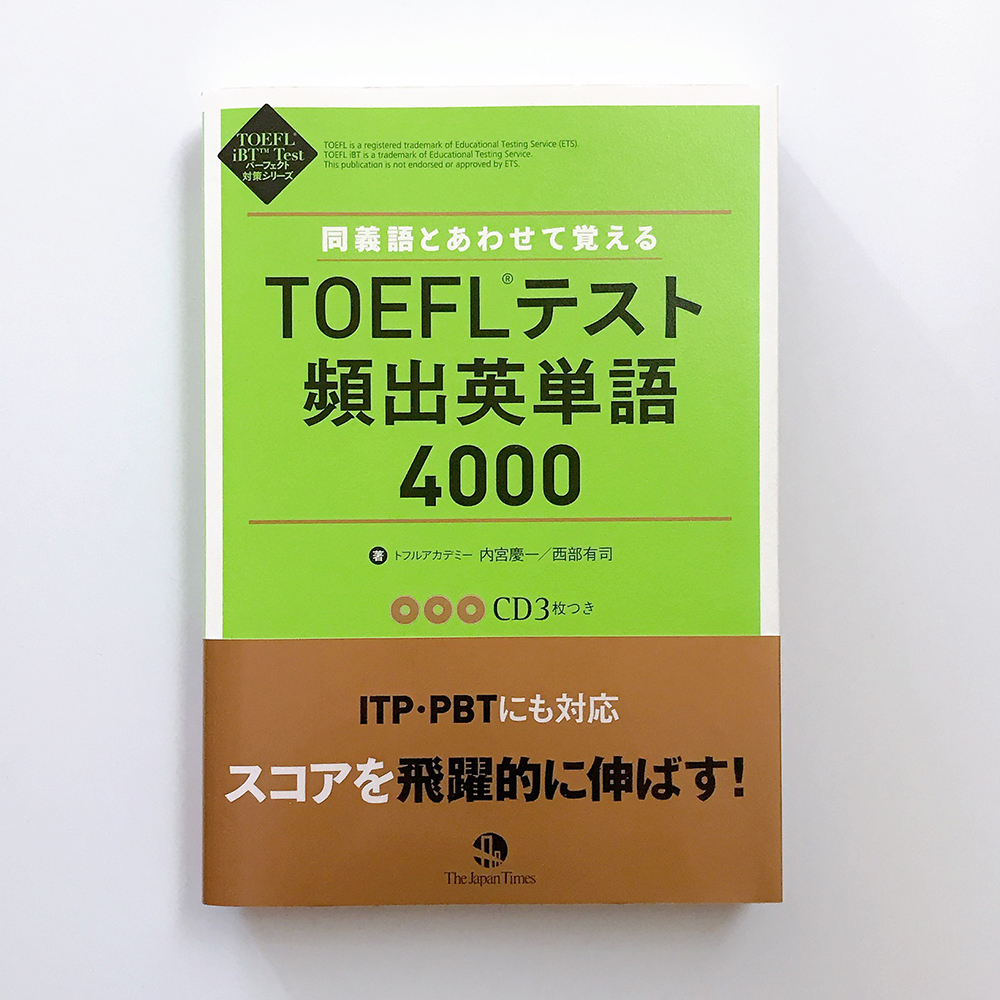 TOEFL®
iBT™ Test
パーフェクト
対策シリーズ
TOEFL is a registered trademark of Educational Testing Service (ETS).
TOEFL iBT is a trademark of Educational Testing Service.
This publication is not endorsed or approved by ETS.
同義語とあわせて覚える
TOEFL®テスト
頻出英単語
4000
著 トフルアカデミー 内宮慶一／西部有司
CD3枚つき
ITP・PBTにも対応
スコアを飛躍的に伸ばす!
The Japan Times